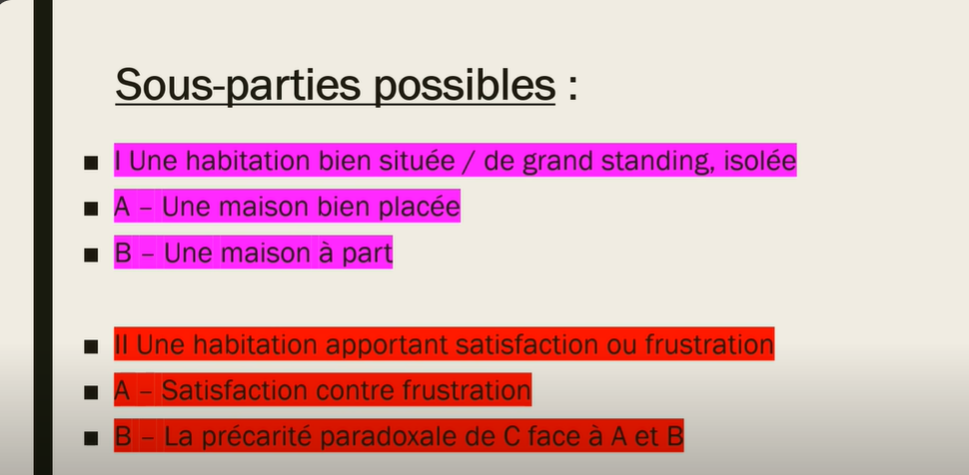 Sous-parties possibles :
I Une habitation bien située / de grand standing, isolée
A – Une maison bien placée
B – Une maison à part
II Une habitation apportant satisfaction ou frustration
A – Satisfaction contre frustration
B – La précarité paradoxale de C face à A et B